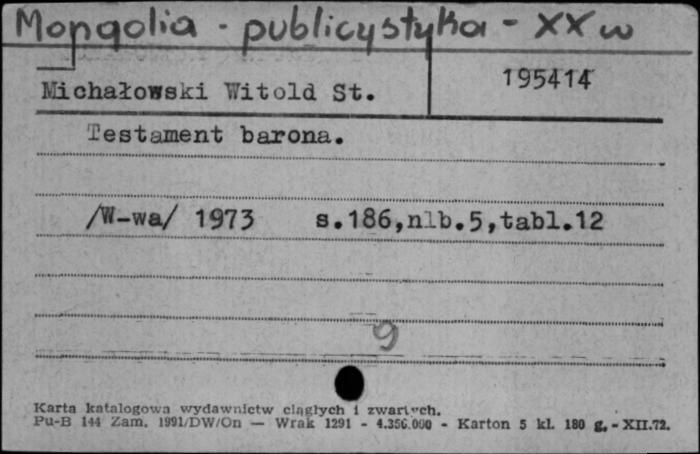 Mongolia - publicystyka - XX w
Michałowski Witold St.
195414
Testament barona.
/W-wa/ 1973 s.186,nlb.5,tabl.12
9
Karta katalogowa wydawnictw ciągłych i zwartych.
Pu-B 144 Zam. 1991/DW/On — Wrak 1291 - 4.356.000 - Karton 5 kl. 180 g. - XII.72.